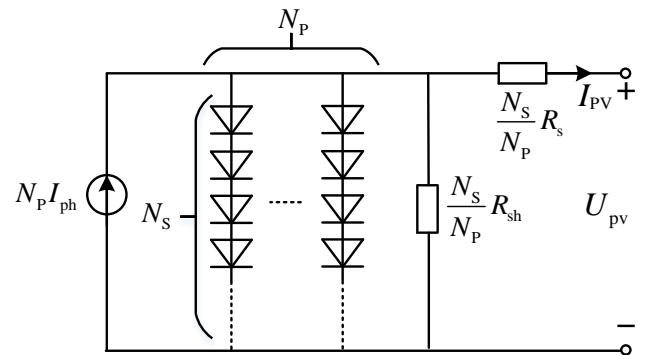 N_P
I_PV
+
N_S/N_P R_s
N_P I_ph
N_S
N_S/N_P R_sh
U_pv
−